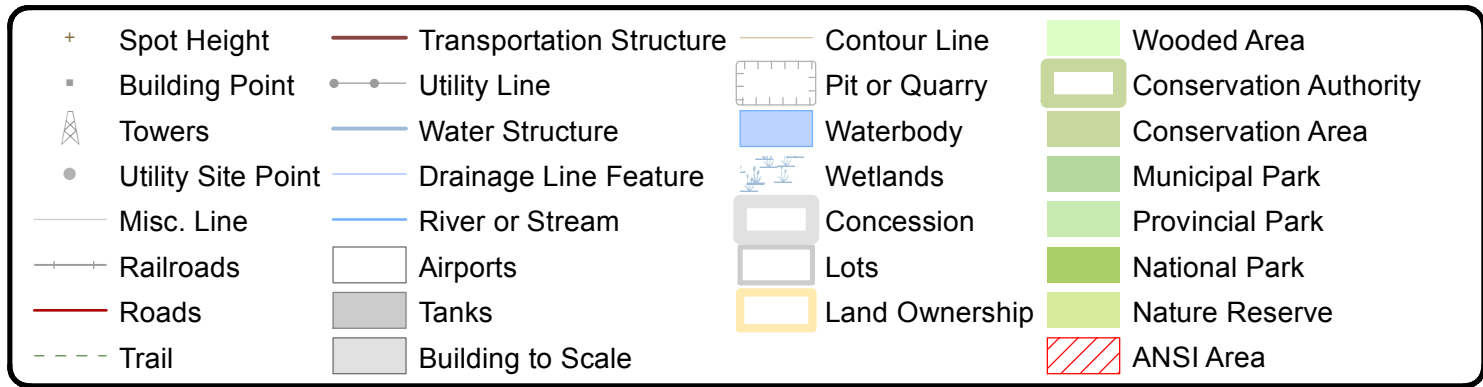 Spot Height
Building Point
Towers
Utility Site Point
Misc. Line
Railroads
Roads
Trail
Transportation Structure
Utility Line
Water Structure
Drainage Line Feature
River or Stream
Airports
Tanks
Building to Scale
Contour Line
Pit or Quarry
Waterbody
Wetlands
Concession
Lots
Land Ownership
Wooded Area
Conservation Authority
Conservation Area
Municipal Park
Provincial Park
National Park
Nature Reserve
ANSI Area